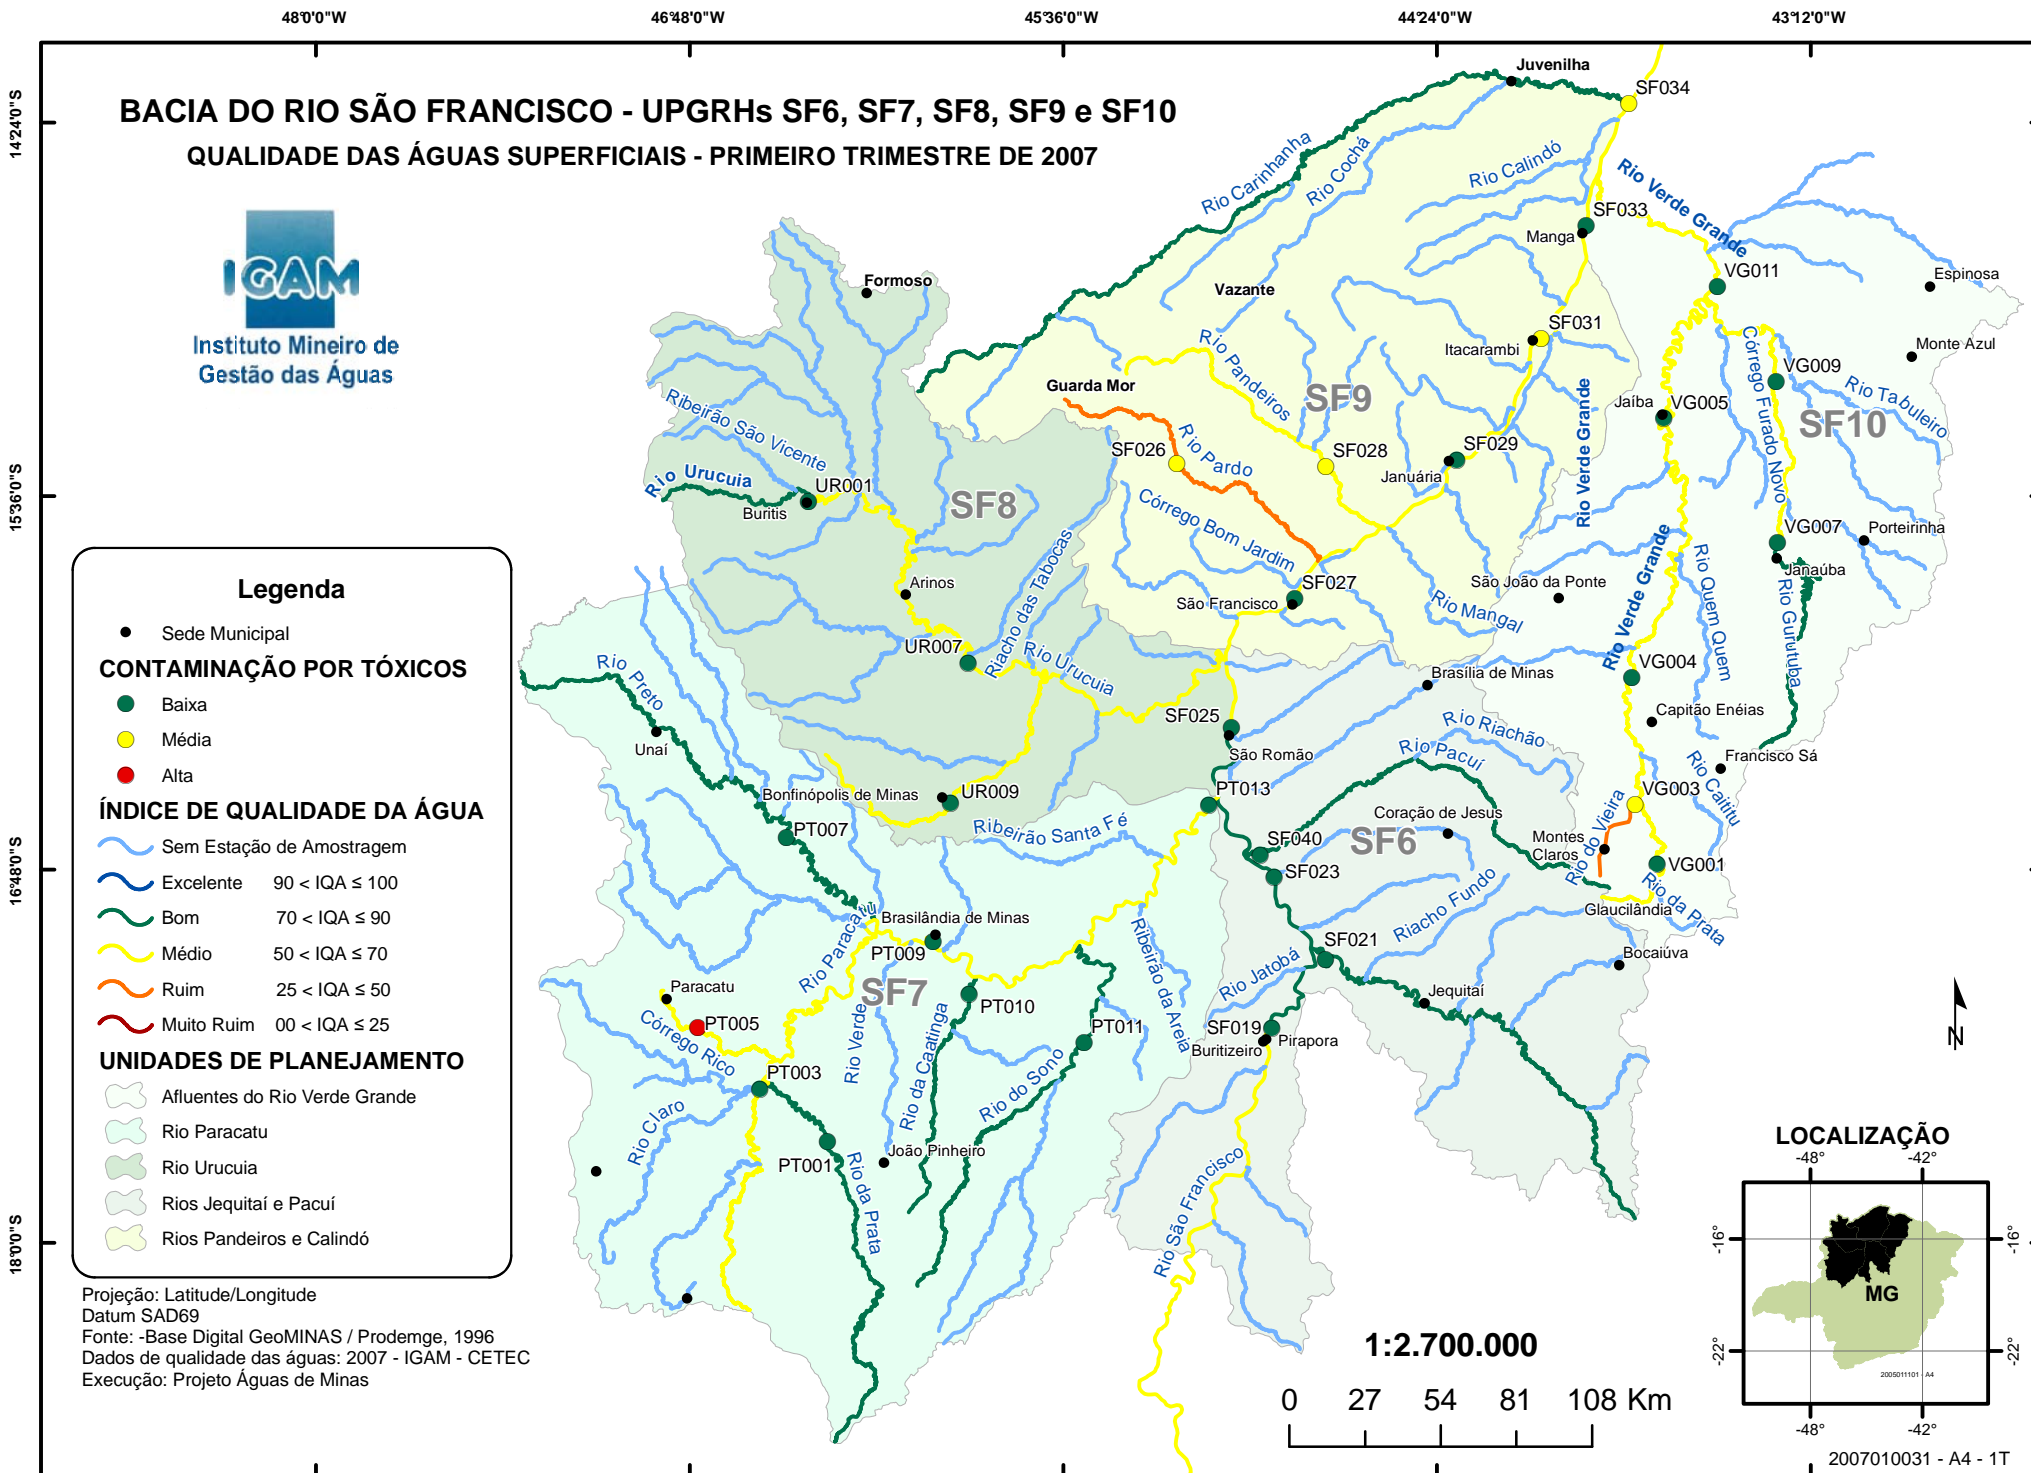 48°0'0"W
46°48'0"W
45°36'0"W
44°24'0"W
43°12'0"W
14°24'0"S
15°36'0"S
16°48'0"S
18°0'0"S
BACIA DO RIO SÃO FRANCISCO - UPGRHs SF6, SF7, SF8, SF9 e SF10
QUALIDADE DAS ÁGUAS SUPERFICIAIS - PRIMEIRO TRIMESTRE DE 2007
IGAM
Instituto Mineiro de
Gestão das Águas
Juvenilha
SF034
Rio Carinhanha
Rio Cochá
Rio Calindó
Rio Verde Grande
SF033
Manga
VG011
Espinosa
Formoso
Vazante
SF031
Itacarambi
Monte Azul
Rio Pandeiros
Guarda Mor
SF9
Córrego Furado Novo
VG009
Rio Tabuleiro
Ribeirão São Vicente
Jaíba
VG005
SF10
Rio Verde Grande
SF026
Rio Pardo
SF028
SF029
Januária
Rio Urucuia
UR001
Buritis
SF8
Córrego Bom Jardim
VG007
Porteirinha
Janaúba
Riacho das Tabocas
Arinos
SF027
São Francisco
São João da Ponte
Rio Mangal
Rio Verde Grande
Rio Quem Quem
Rio Gurutuba
UR007
Rio Urucuia
VG004
Brasília de Minas
Rio Preto
Unaí
SF025
São Romão
Rio Riachão
Rio Pacuí
Capitão Enéias
Francisco Sá
Bonfinópolis de Minas
UR009
PT013
VG003
Rio Caititu
PT007
Ribeirão Santa Fé
Coração de Jesus
SF6
SF040
SF023
Montes
Claros
Rio do Vieira
VG001
Rio da Prata
Glaucilândia
Riacho Fundo
Brasilândia de Minas
Rio Paracatú
PT009
Ribeirão da Areia
SF021
Rio Jatobá
Bocaiúva
SF7
Paracatu
PT005
Córrego Rico
Rio Verde
Rio da Caatinga
PT010
PT011
Jequitaí
SF019
Buritizeiro
Pirapora
PT003
Rio do Sono
Rio Claro
PT001
Rio da Prata
João Pinheiro
Rio São Francisco
Legenda
Sede Municipal
CONTAMINAÇÃO POR TÓXICOS
Baixa
Média
Alta
ÍNDICE DE QUALIDADE DA ÁGUA
Sem Estação de Amostragem
Excelente 90 < IQA ≤ 100
Bom 70 < IQA ≤ 90
Médio 50 < IQA ≤ 70
Ruim 25 < IQA ≤ 50
Muito Ruim 00 < IQA ≤ 25
UNIDADES DE PLANEJAMENTO
Afluentes do Rio Verde Grande
Rio Paracatu
Rio Urucuia
Rios Jequitaí e Pacuí
Rios Pandeiros e Calindó
Projeção: Latitude/Longitude
Datum SAD69
Fonte: -Base Digital GeoMINAS / Prodemge, 1996
Dados de qualidade das águas: 2007 - IGAM - CETEC
Execução: Projeto Águas de Minas
1:2.700.000
0 27 54 81 108 Km
N
LOCALIZAÇÃO
-48° -42°
-16° -16°
MG
-22° -22°
2005011101 - A4
-48° -42°
2007010031 - A4 - 1T